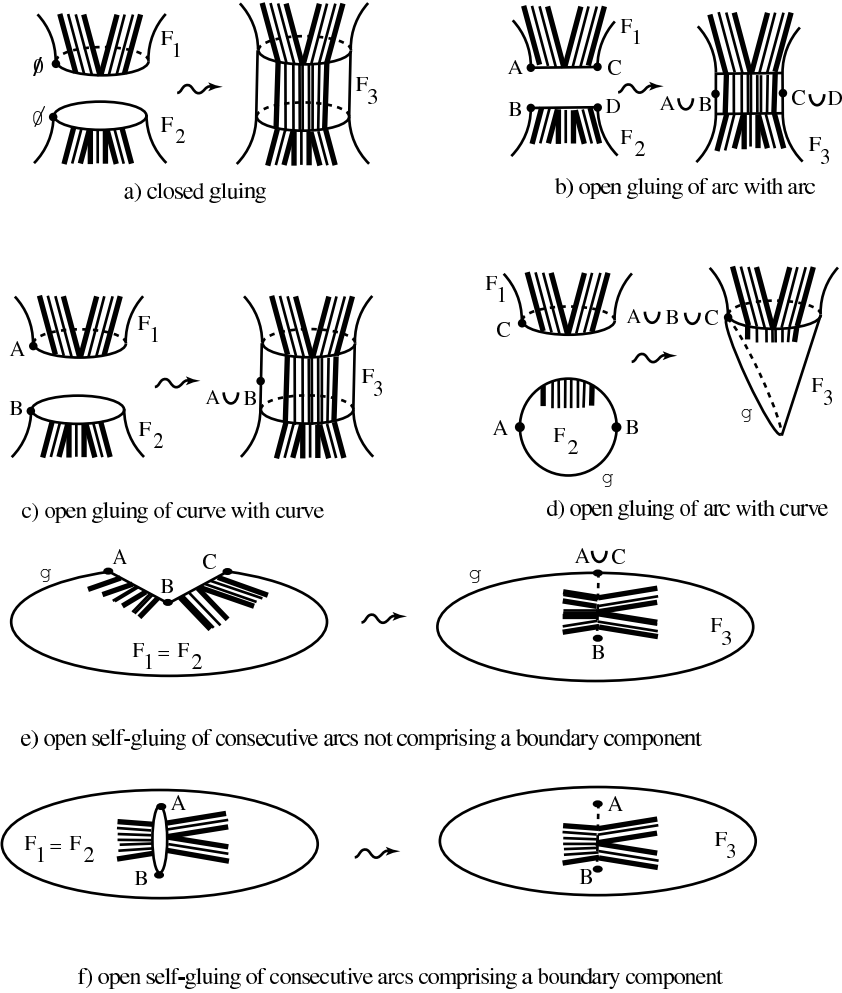 F1
∅
∅
F2
F3
a) closed gluing
F1
A C
B D
F2
A∪B
C∪D
F3
b) open gluing of arc with arc
A
F1
B
F2
A∪B
F3
c) open gluing of curve with curve
F1
C
A B
F2
g
A∪B∪C
F3
g
d) open gluing of arc with curve
g A B C
F1 = F2
g A∪C
B
F3
e) open self-gluing of consecutive arcs not comprising a boundary component
A
F1 = F2
B
A
F3
B
f) open self-gluing of consecutive arcs comprising a boundary component